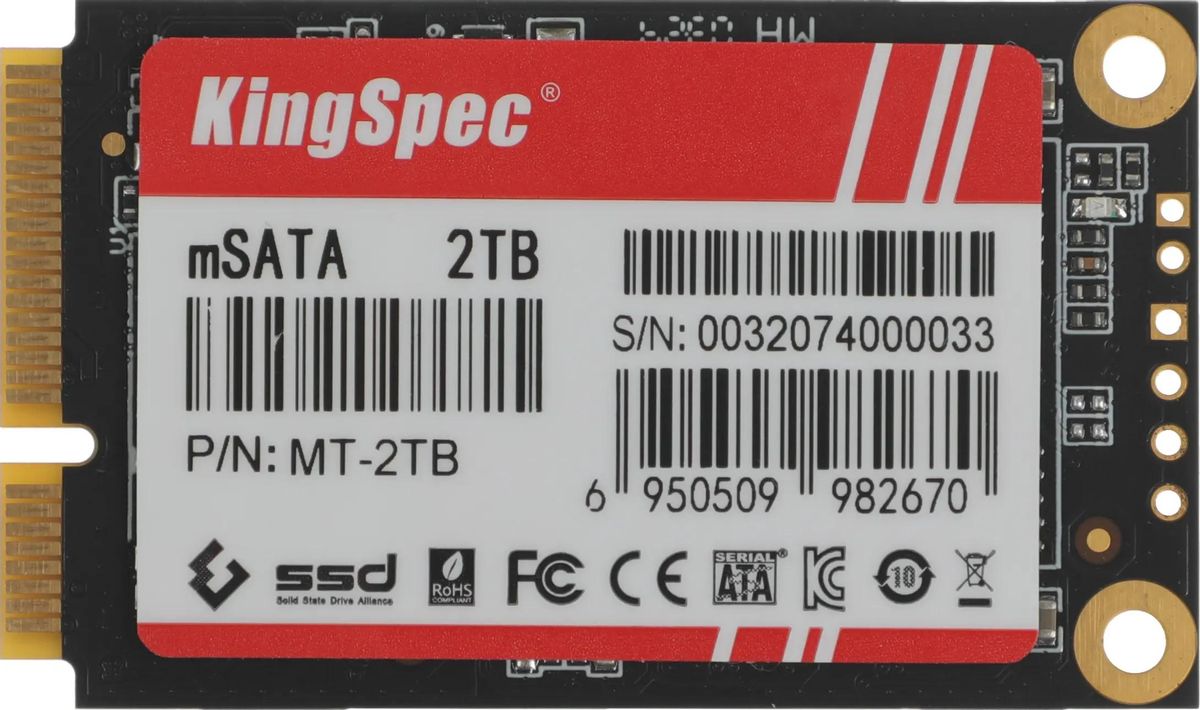 KingSpec®
mSATA 2TB
P/N: MT-2TB
S/N: 0032074000033
6 950509 982670
ssd
Solid State Drive Alliance
RoHS
COMPLIANT
FC
CE
SERIAL®
ATA
KC
10